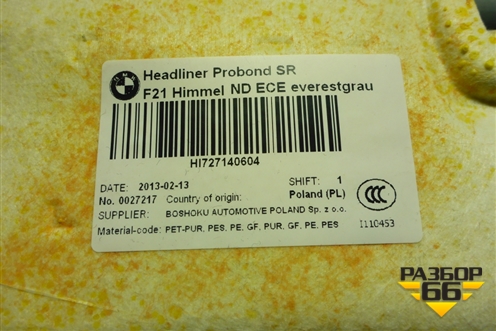 Headliner Probond SR
F21 Himmel ND ECE everestgrau
HI727140604
DATE: 2013-02-13 SHIFT: 1
No. 0027217 Country of origin: Poland (PL)
SUPPLIER: BOSHOKU AUTOMOTIVE POLAND Sp. z o.o.
Material-code: PET-PUR, PES, PE, GF, PUR, GF, PE, PES I110453
CCC
РАЗБОР
66